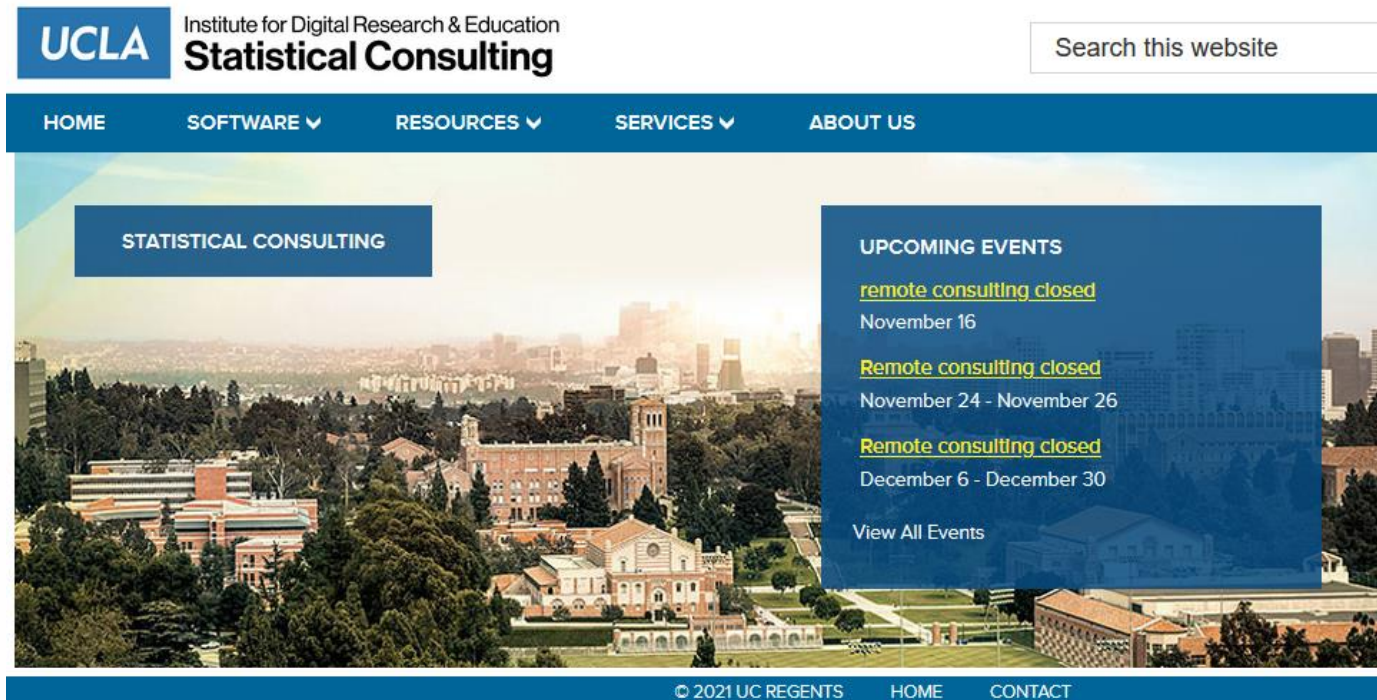 UCLA
Institute for Digital Research & Education
Statistical Consulting
Search this website
HOME SOFTWARE RESOURCES SERVICES ABOUT US
STATISTICAL CONSULTING
UPCOMING EVENTS
remote consulting closed
November 16
Remote consulting closed
November 24 - November 26
Remote consulting closed
December 6 - December 30
View All Events
© 2021 UC REGENTS HOME CONTACT